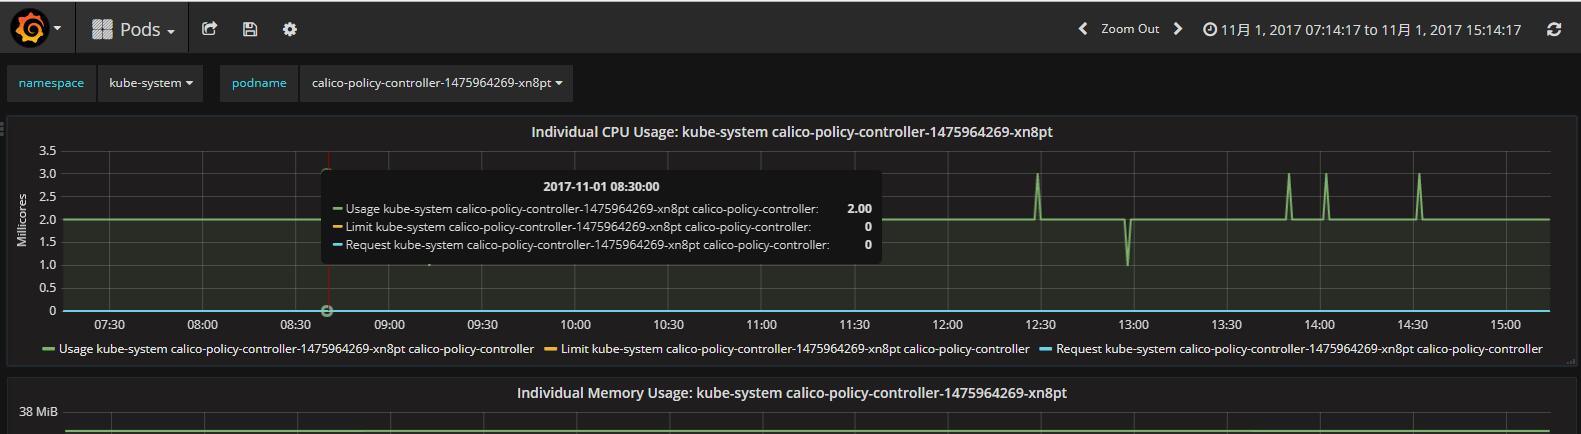 Pods
Zoom Out
11月 1, 2017 07:14:17 to 11月 1, 2017 15:14:17
namespace kube-system podname calico-policy-controller-1475964269-xn8pt
Individual CPU Usage: kube-system calico-policy-controller-1475964269-xn8pt
Millicores
3.5
3.0
2.5
2.0
1.5
1.0
0.5
0
2017-11-01 08:30:00
Usage kube-system calico-policy-controller-1475964269-xn8pt calico-policy-controller: 2.00
Limit kube-system calico-policy-controller-1475964269-xn8pt calico-policy-controller: 0
Request kube-system calico-policy-controller-1475964269-xn8pt calico-policy-controller: 0
07:30 08:00 08:30 09:00 09:30 10:00 10:30 11:00 11:30 12:00 12:30 13:00 13:30 14:00 14:30 15:00
Usage kube-system calico-policy-controller-1475964269-xn8pt calico-policy-controller Limit kube-system calico-policy-controller-1475964269-xn8pt calico-policy-controller Request kube-system calico-policy-controller-1475964269-xn8pt calico-policy-controller
Individual Memory Usage: kube-system calico-policy-controller-1475964269-xn8pt
38 MiB